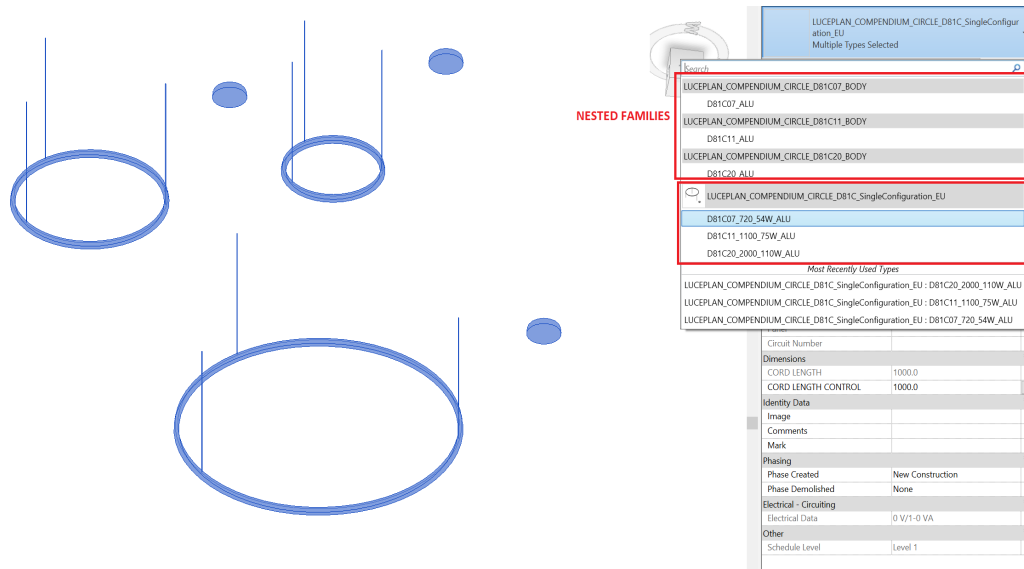 LUCEPLAN_COMPENDIUM_CIRCLE_D81C_SingleConfigur
ation_EU
Multiple Types Selected
Search
LUCEPLAN_COMPENDIUM_CIRCLE_D81C07_BODY
D81C07_ALU
NESTED FAMILIES
LUCEPLAN_COMPENDIUM_CIRCLE_D81C11_BODY
D81C11_ALU
LUCEPLAN_COMPENDIUM_CIRCLE_D81C20_BODY
D81C20_ALU
LUCEPLAN_COMPENDIUM_CIRCLE_D81C_SingleConfiguration_EU
D81C07_720_54W_ALU
D81C11_1100_75W_ALU
D81C20_2000_110W_ALU
Most Recently Used Types
LUCEPLAN_COMPENDIUM_CIRCLE_D81C_SingleConfiguration_EU : D81C20_2000_110W_ALU
LUCEPLAN_COMPENDIUM_CIRCLE_D81C_SingleConfiguration_EU : D81C11_1100_75W_ALU
LUCEPLAN_COMPENDIUM_CIRCLE_D81C_SingleConfiguration_EU : D81C07_720_54W_ALU
Circuit Number
Dimensions
CORD LENGTH 1000.0
CORD LENGTH CONTROL 1000.0
Identity Data
Image
Comments
Mark
Phasing
Phase Created New Construction
Phase Demolished None
Electrical - Circuiting
Electrical Data 0 V/1-0 VA
Other
Schedule Level Level 1